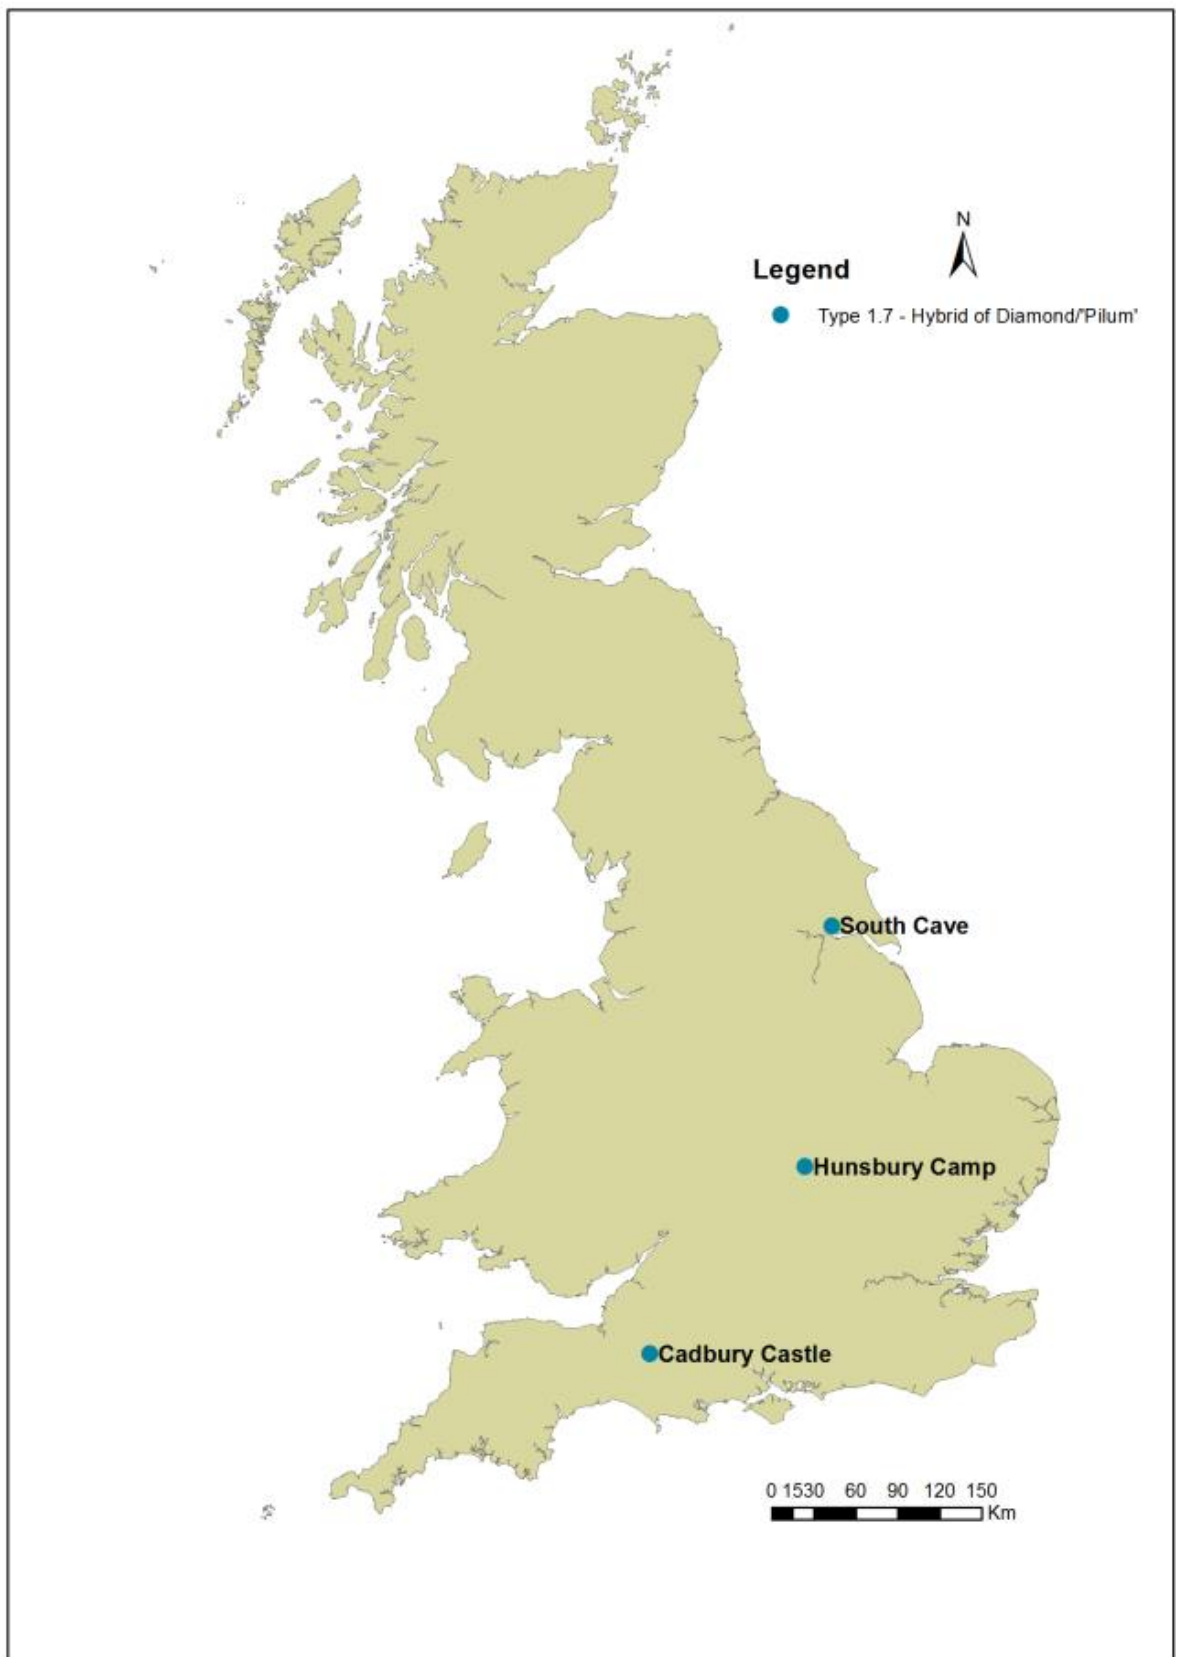 N
Legend
Type 1.7 - Hybrid of Diamond/'Pilum'
South Cave
Hunsbury Camp
Cadbury Castle
0 1530 60 90 120 150
Km